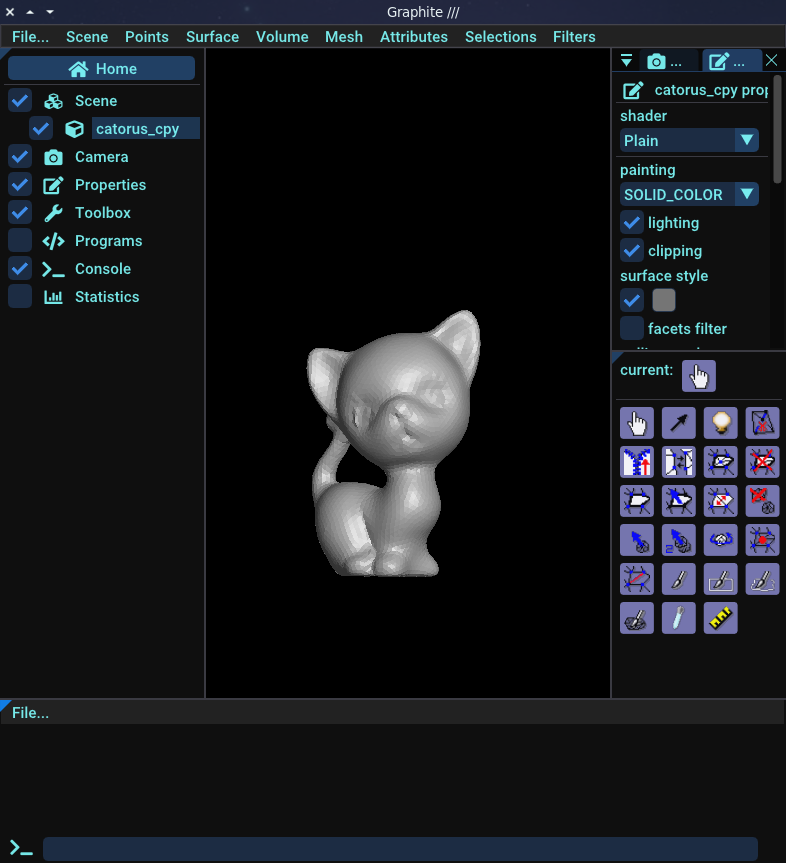 Graphite ///
File... Scene Points Surface Volume Mesh Attributes Selections Filters
Home
Scene
catorus_cpy
Camera
Properties
Toolbox
Programs
Console
Statistics
... ...
catorus_cpy prop
shader
Plain
painting
SOLID_COLOR
lighting
clipping
surface style
facets filter
current:
File...